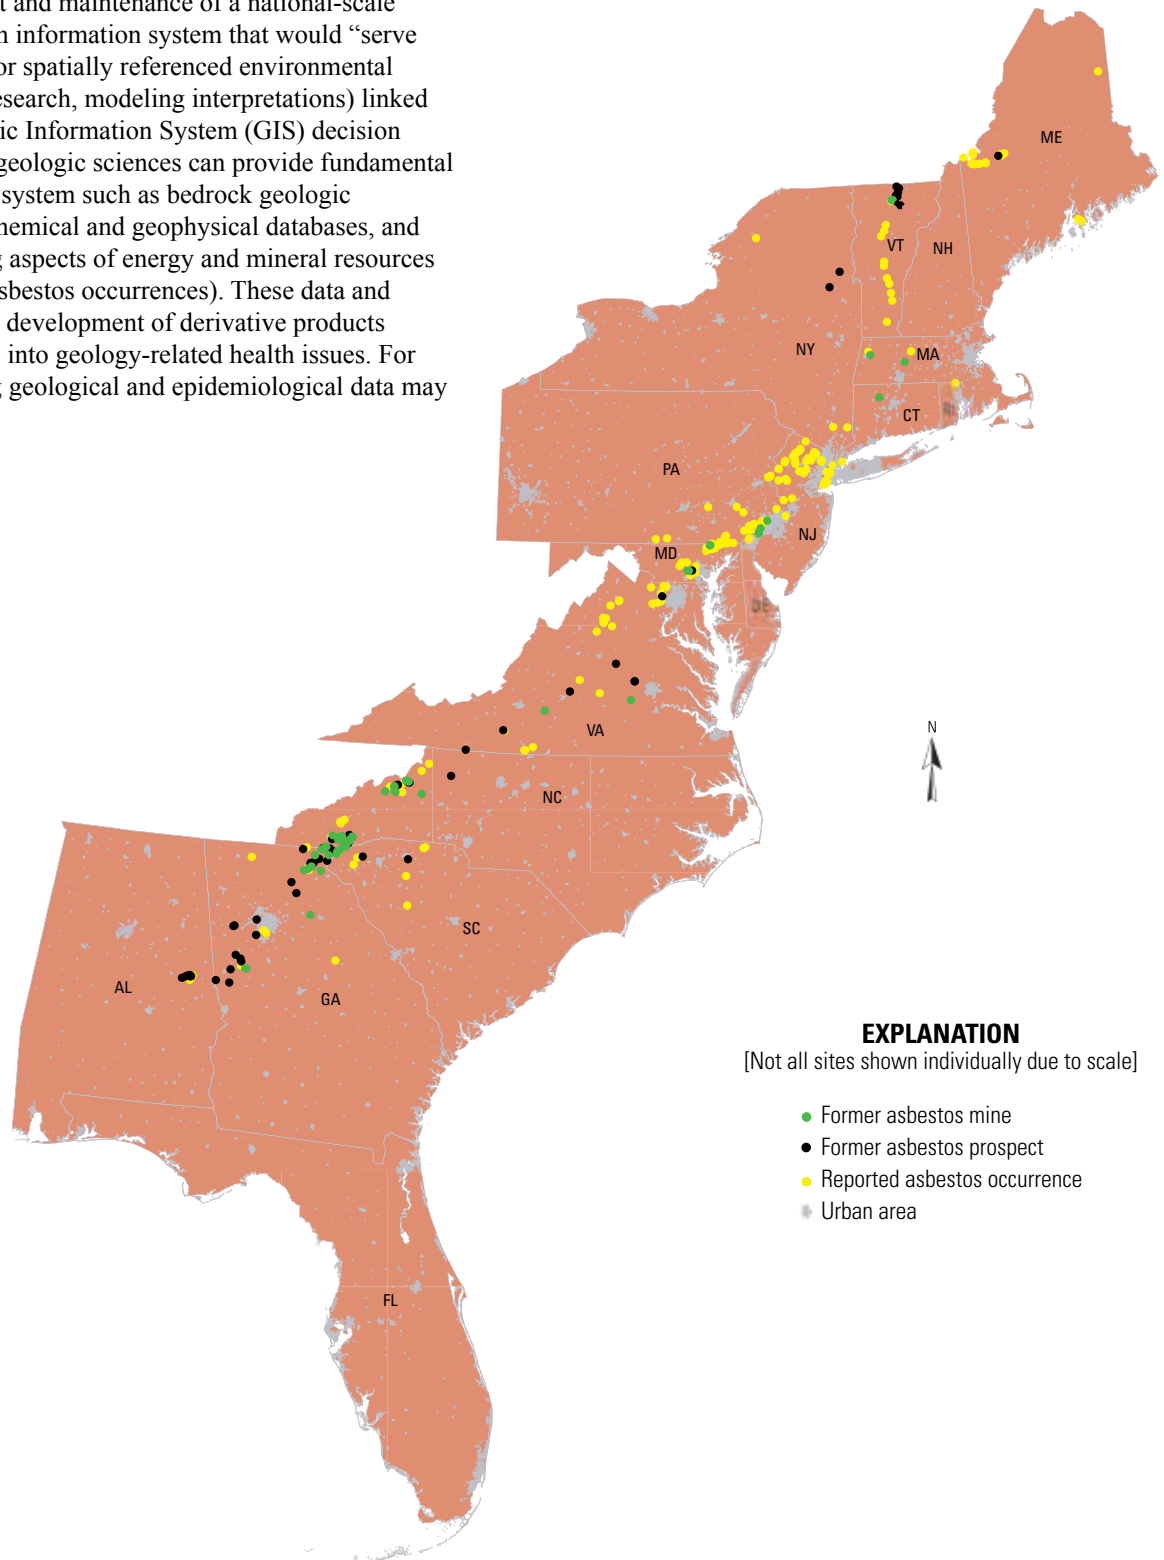 t and maintenance of a national-scale
n information system that would “serve
or spatially referenced environmental
esearch, modeling interpretations) linked
ic Information System (GIS) decision
geologic sciences can provide fundamental
system such as bedrock geologic
hemical and geophysical databases, and
g aspects of energy and mineral resources
sbestos occurrences). These data and
development of derivative products
into geology-related health issues. For
g geological and epidemiological data may
ME
VT
NH
NY
MA
CT
RI
PA
NJ
MD
DE
VA
N
NC
SC
AL
GA
EXPLANATION
[Not all sites shown individually due to scale]
Former asbestos mine
Former asbestos prospect
Reported asbestos occurrence
Urban area
FL